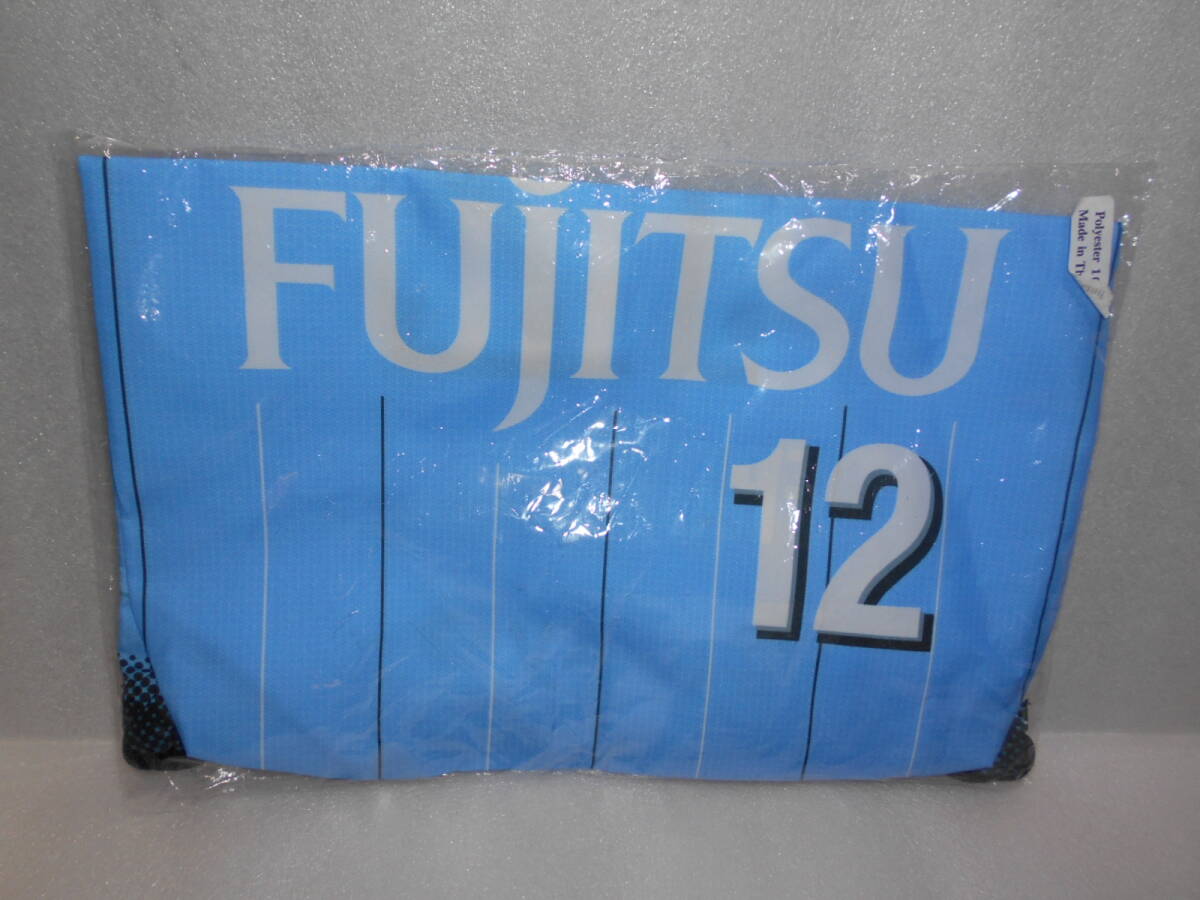 FUJITSU
12
Polyester
Made in